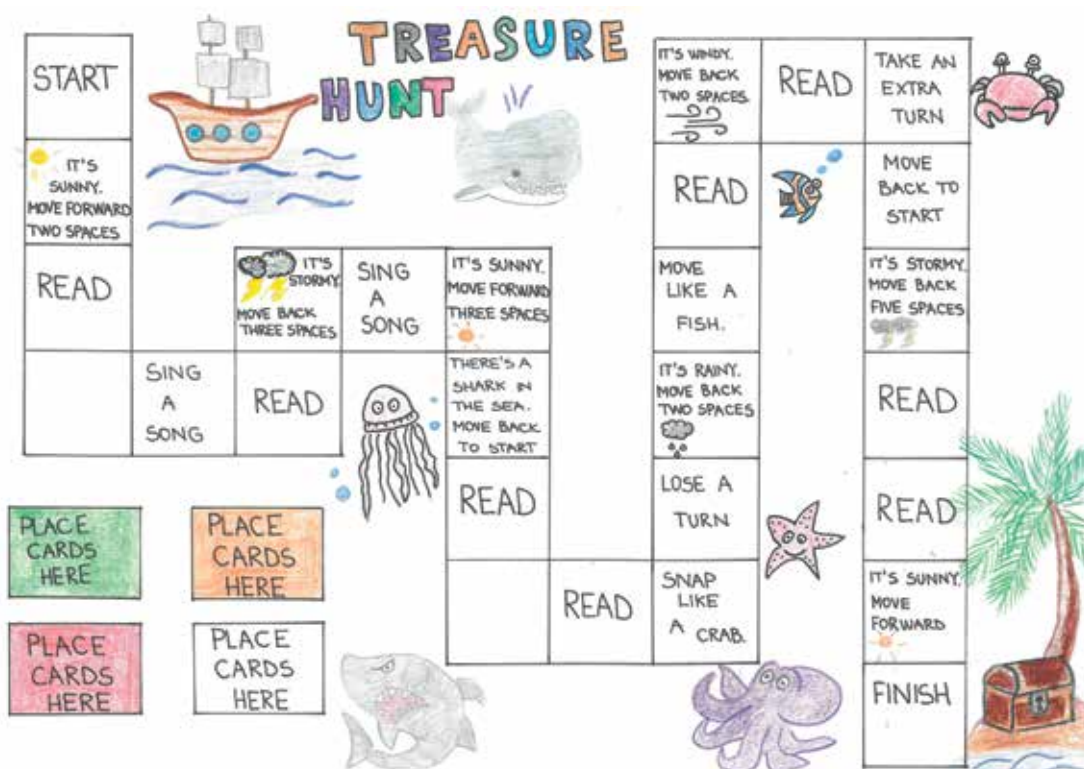 TREASURE
HUNT
START
IT'S
SUNNY.
MOVE FORWARD
TWO SPACES
READ
SING
A
SONG
READ
IT'S
STORMY.
MOVE BACK
THREE SPACES
SING
A
SONG
IT'S SUNNY.
MOVE FORWARD
THREE SPACES
THERE'S A
SHARK IN
THE SEA.
MOVE BACK
TO START
READ
READ
SNAP
LIKE
A CRAB.
LOSE A
TURN
IT'S RAINY.
MOVE BACK
TWO SPACES
MOVE
LIKE A
FISH.
READ
IT'S WINDY.
MOVE BACK
TWO SPACES.
READ
TAKE AN
EXTRA
TURN
MOVE
BACK TO
START
IT'S STORMY.
MOVE BACK
FIVE SPACES
READ
READ
IT'S SUNNY.
MOVE
FORWARD
FINISH
PLACE
CARDS
HERE
PLACE
CARDS
HERE
PLACE
CARDS
HERE
PLACE
CARDS
HERE